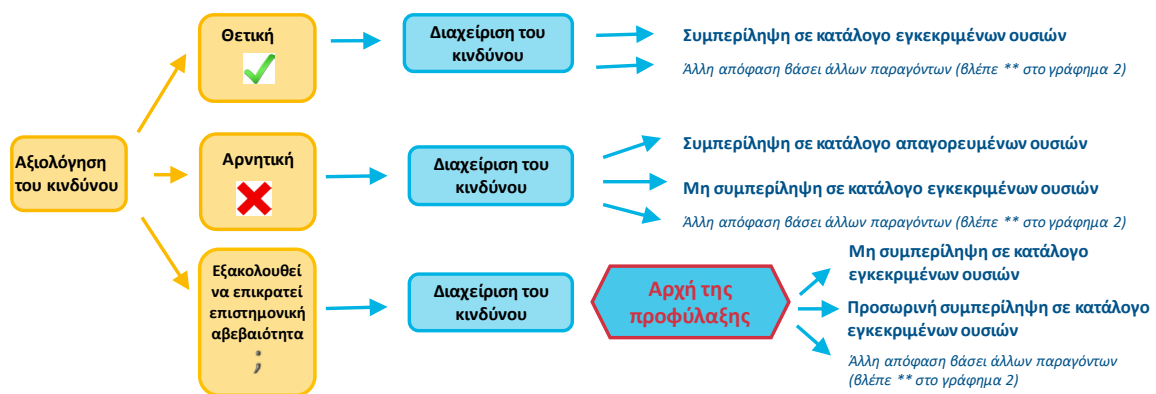 Αξιολόγηση
του κινδύνου
Θετική
Διαχείριση του
κινδύνου
Συμπερίληψη σε κατάλογο εγκεκριμένων ουσιών
Άλλη απόφαση βάσει άλλων παραγόντων (βλέπε ** στο γράφημα 2)
Αρνητική
Διαχείριση του
κινδύνου
Συμπερίληψη σε κατάλογο απαγορευμένων ουσιών
Μη συμπερίληψη σε κατάλογο εγκεκριμένων ουσιών
Άλλη απόφαση βάσει άλλων παραγόντων (βλέπε ** στο γράφημα 2)
Εξακολουθεί
να επικρατεί
επιστημονική
αβεβαιότητα
;
Διαχείριση του
κινδύνου
Αρχή της
προφύλαξης
Μη συμπερίληψη σε κατάλογο
εγκεκριμένων ουσιών
Προσωρινή συμπερίληψη σε κατάλογο
εγκεκριμένων ουσιών
Άλλη απόφαση βάσει άλλων παραγόντων
(βλέπε ** στο γράφημα 2)